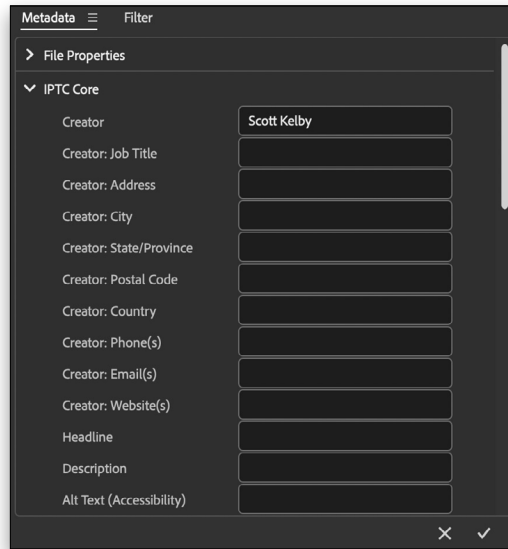 Metadata Filter
File Properties
IPTC Core
Creator Scott Kelby
Creator: Job Title
Creator: Address
Creator: City
Creator: State/Province
Creator: Postal Code
Creator: Country
Creator: Phone(s)
Creator: Email(s)
Creator: Website(s)
Headline
Description
Alt Text (Accessibility)